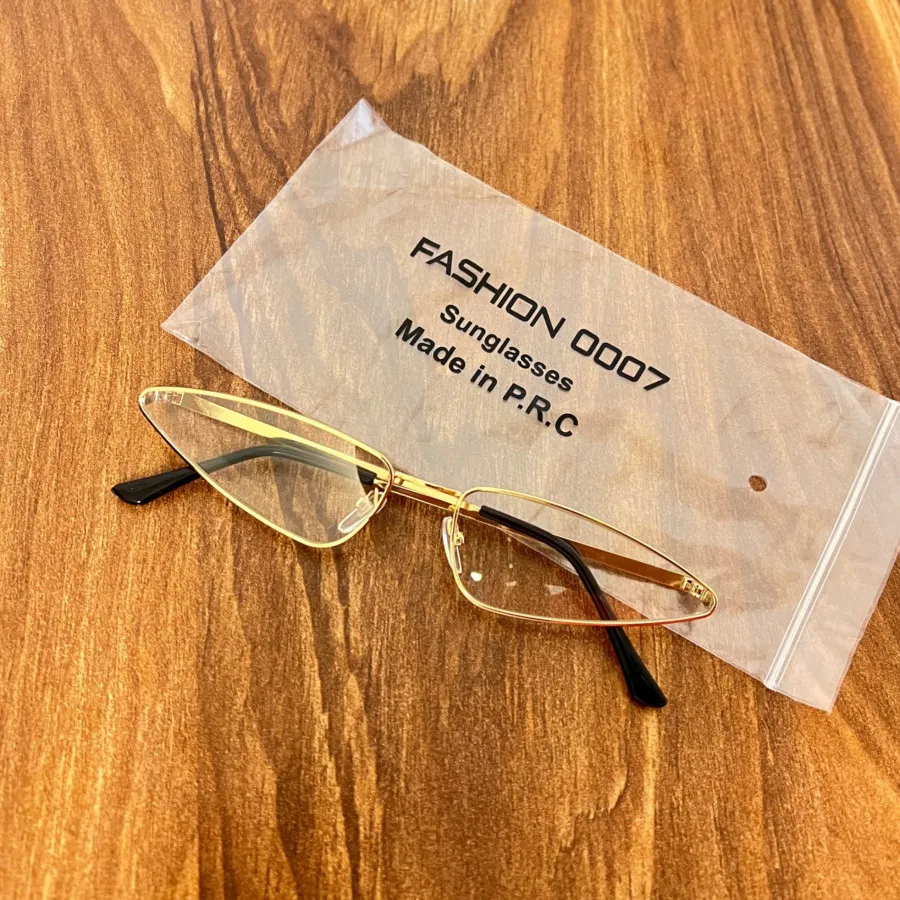 FASHION 0007
Sunglasses
Made in P.R.C